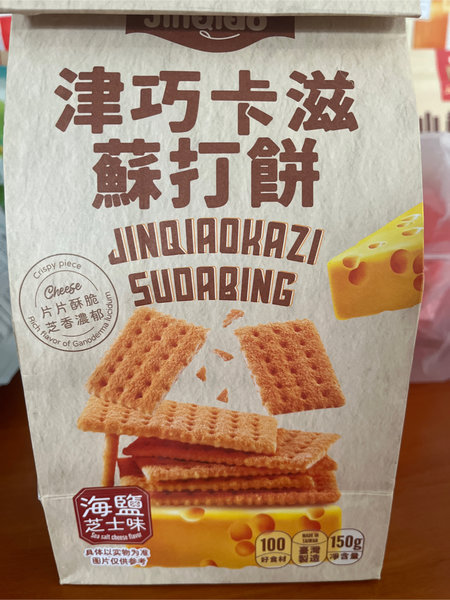 JINQIAO
津巧卡滋
蘇打餅
JINQIAOKAZI
SUDABING
Crispy piece
Cheese
片片酥脆
芝香濃郁
Rich flavor of Ganoderma lucidum
海鹽
芝士味
Sea salt cheese flavor
具体以实物为准
图片仅供参考
100
好食材
MADE IN
TAIWAN
臺灣
製造
150g
淨含量